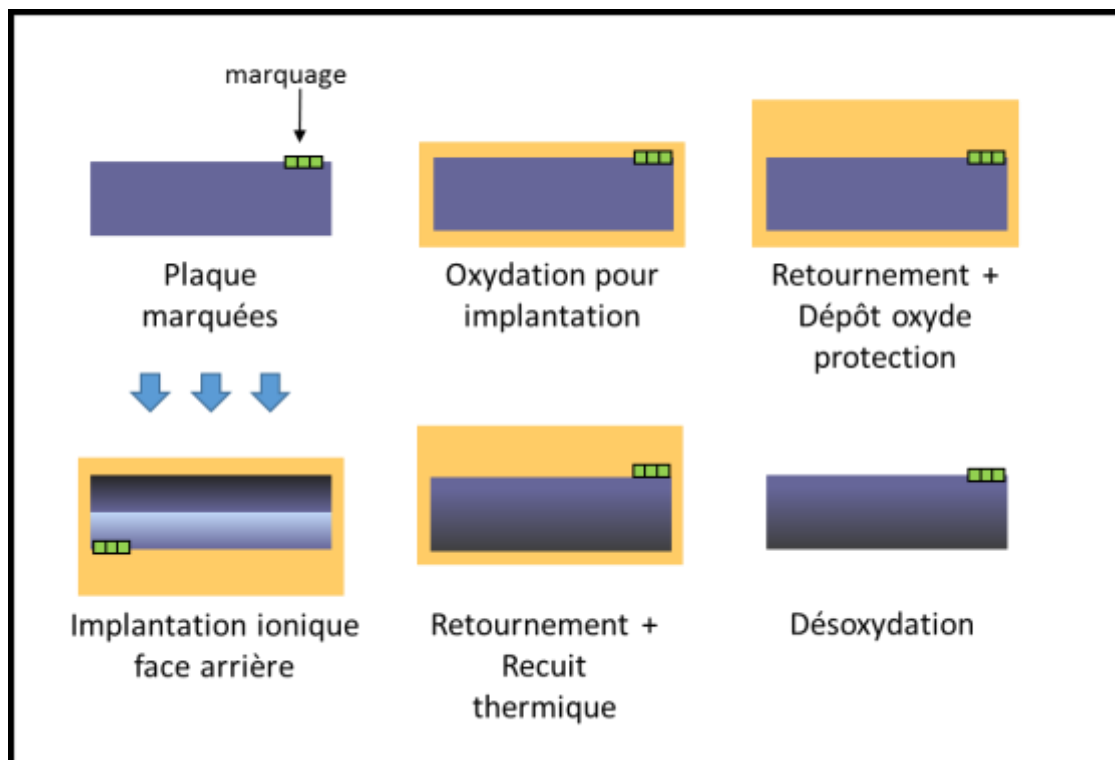 marquage
Plaque
marquées
Oxydation pour
implantation
Retournement +
Dépôt oxyde
protection
Implantation ionique
face arrière
Retournement +
Recuit
thermique
Désoxydation